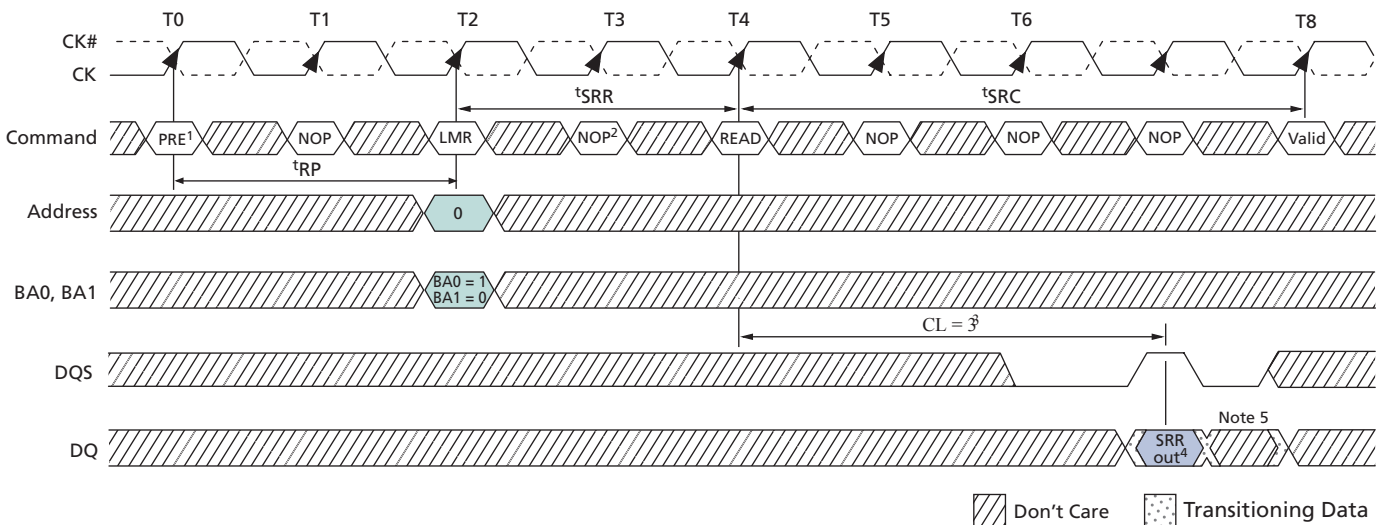 T0 T1 T2 T3 T4 T5 T6 T8
CK#
CK
tSRR tSRC
Command PRE1 NOP LMR NOP2 READ NOP NOP NOP Valid
tRP
Address 0
BA0, BA1 BA0 = 1
BA1 = 0
CL = 33
DQS
Note 5
DQ SRR
out4
Don't Care Transitioning Data